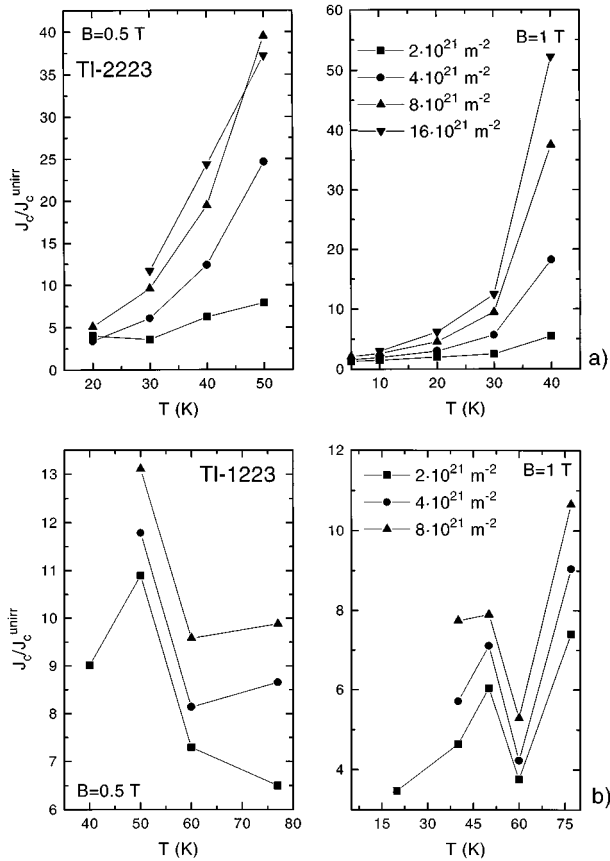 B=0.5 T
Tl-2223
J_c/J_c^unirr
40
35
30
25
20
15
10
5
0
20 30 40 50
T (K)
B=1 T
2·10^21 m^-2
4·10^21 m^-2
8·10^21 m^-2
16·10^21 m^-2
60
50
40
30
20
10
0
10 20 30 40
T (K)
a)
Tl-1223
J_c/J_c^unirr
13
12
11
10
9
8
7
6
B=0.5 T
40 50 60 70 80
T (K)
B=1 T
2·10^21 m^-2
4·10^21 m^-2
8·10^21 m^-2
12
10
8
6
4
15 30 45 60 75
T (K)
b)